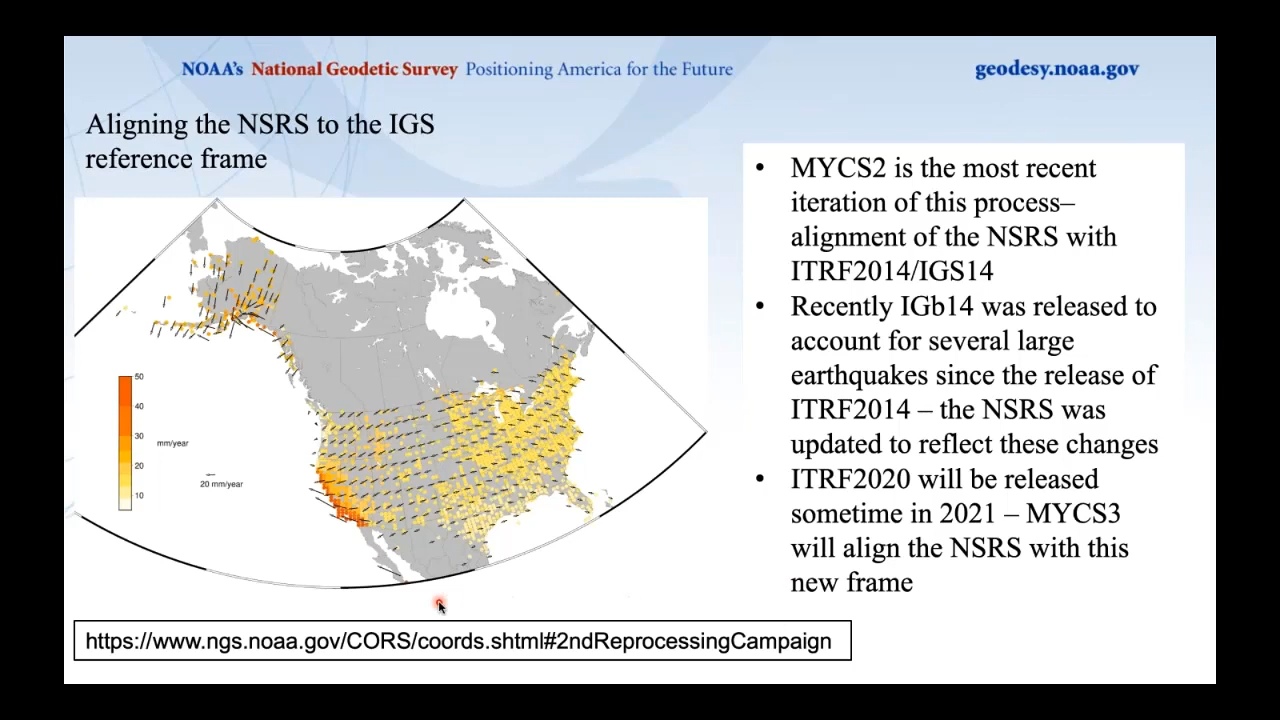 NOAA's National Geodetic Survey Positioning America for the Future
geodesy.noaa.gov
Aligning the NSRS to the IGS
reference frame
50
40
30
mm/year
20
20 mm/year
10
• MYCS2 is the most recent
iteration of this process–
alignment of the NSRS with
ITRF2014/IGS14
• Recently IGb14 was released to
account for several large
earthquakes since the release of
ITRF2014 – the NSRS was
updated to reflect these changes
• ITRF2020 will be released
sometime in 2021 – MYCS3
will align the NSRS with this
new frame
https://www.ngs.noaa.gov/CORS/coords.shtml#2ndReprocessingCampaign